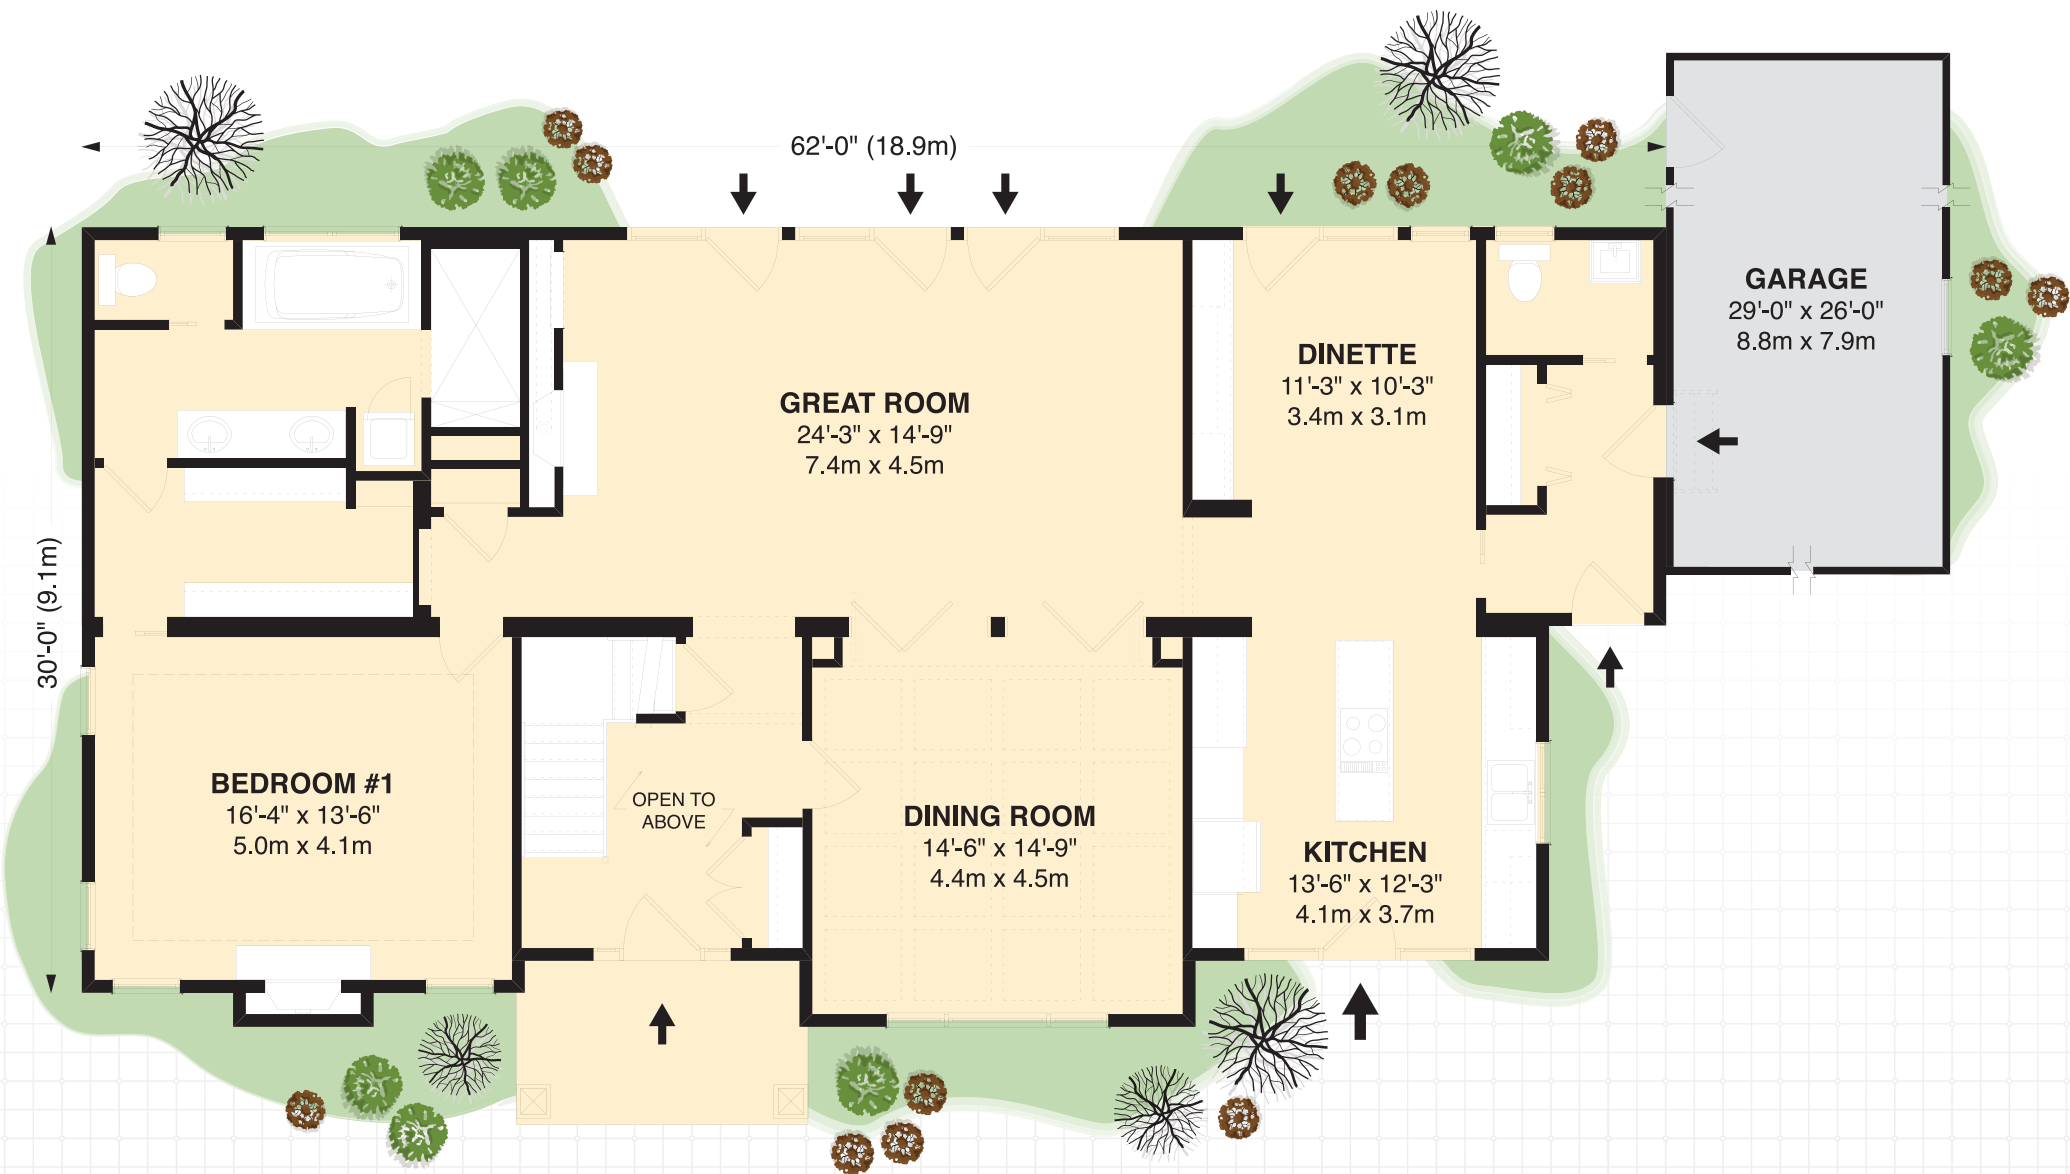 62'-0" (18.9m)
30'-0" (9.1m)
GARAGE
29'-0" x 26'-0"
8.8m x 7.9m
DINETTE
11'-3" x 10'-3"
3.4m x 3.1m
GREAT ROOM
24'-3" x 14'-9"
7.4m x 4.5m
BEDROOM #1
16'-4" x 13'-6"
5.0m x 4.1m
OPEN TO
ABOVE
DINING ROOM
14'-6" x 14'-9"
4.4m x 4.5m
KITCHEN
13'-6" x 12'-3"
4.1m x 3.7m